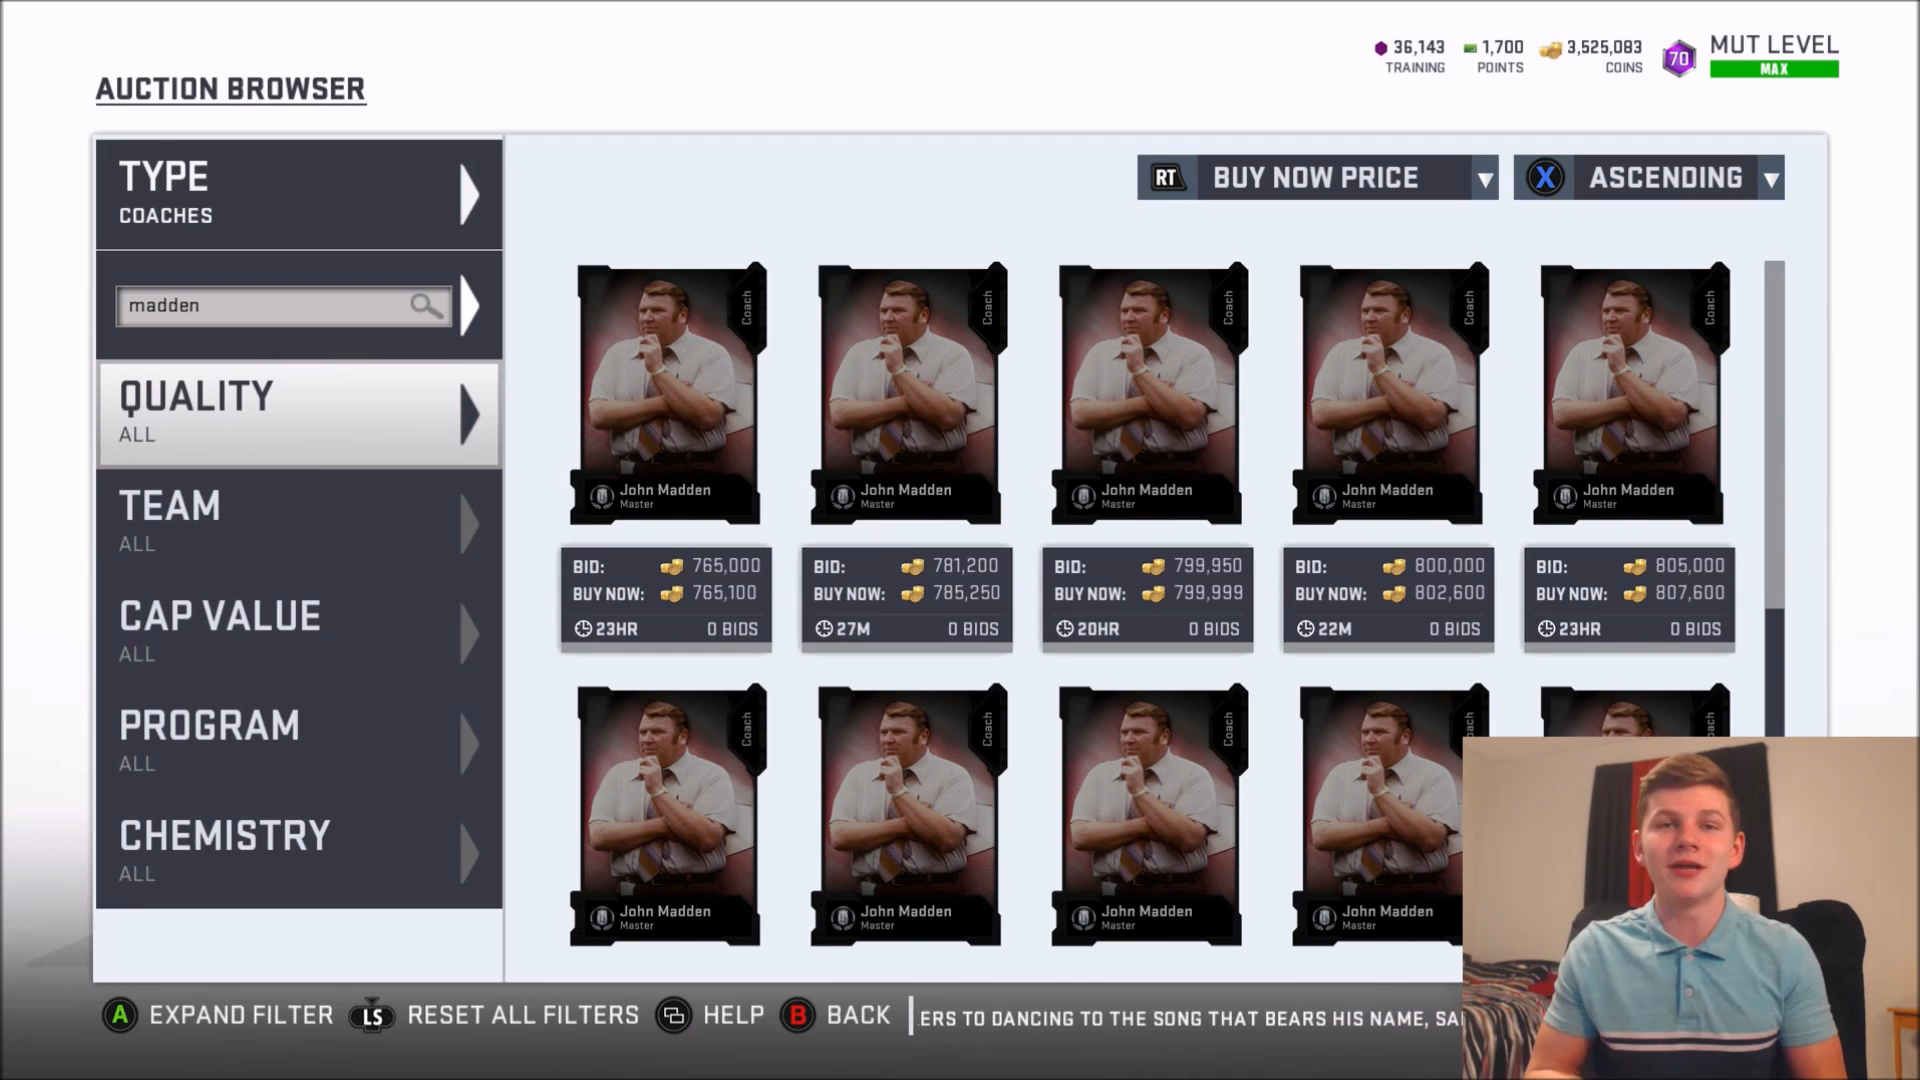 36,143
TRAINING
1,700
POINTS
3,525,083
COINS
70
MUT LEVEL
MAX
AUCTION BROWSER
TYPE
COACHES
madden
QUALITY
ALL
TEAM
ALL
CAP VALUE
ALL
PROGRAM
ALL
CHEMISTRY
ALL
RT BUY NOW PRICE
X ASCENDING
Coach
John Madden
Master
BID: 765,000
BUY NOW: 765,100
23HR 0 BIDS
Coach
John Madden
Master
BID: 781,200
BUY NOW: 785,250
27M 0 BIDS
Coach
John Madden
Master
BID: 799,950
BUY NOW: 799,999
20HR 0 BIDS
Coach
John Madden
Master
BID: 800,000
BUY NOW: 802,600
22M 0 BIDS
Coach
John Madden
Master
BID: 805,000
BUY NOW: 807,600
23HR 0 BIDS
Coach
John Madden
Master
Coach
John Madden
Master
Coach
John Madden
Master
Coach
John Madden
Master
Coach
A EXPAND FILTER LS RESET ALL FILTERS HELP B BACK ERS TO DANCING TO THE SONG THAT BEARS HIS NAME, SA